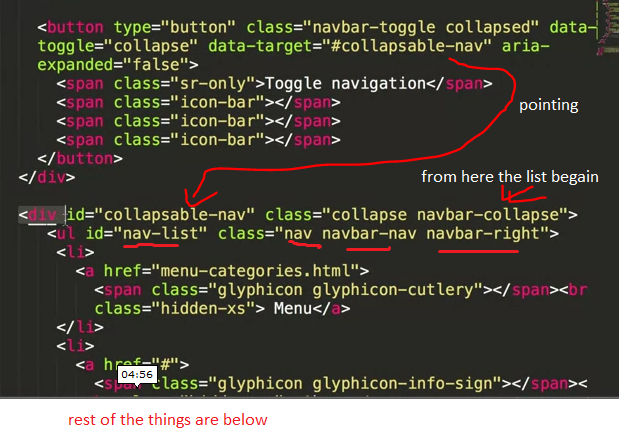 <button type="button" class="navbar-toggle collapsed" data-
toggle="collapse" data-target="#collapsable-nav" aria-
expanded="false">
<span class="sr-only">Toggle navigation</span>
<span class="icon-bar"></span>
pointing
<span class="icon-bar"></span>
<span class="icon-bar"></span>
</button>
</div>
from here the list begain
<div id="collapsable-nav" class="collapse navbar-collapse">
<ul id="nav-list" class="nav navbar-nav navbar-right">
<li>
<a href="menu-categories.html">
<span class="glyphicon glyphicon-cutlery"></span><br
class="hidden-xs"> Menu</a>
</li>
<li>
<a href="#">
04:56
<span class="glyphicon glyphicon-info-sign"></span><
rest of the things are below